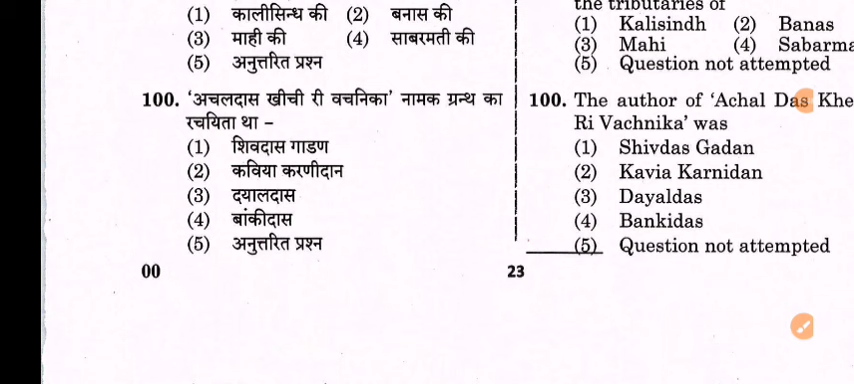 (1) कालीसिन्ध की (2) बनास की
(3) माही की (4) साबरमती की
(5) अनुत्तरित प्रश्न
100. 'अचलदास खीची री वचनिका' नामक ग्रन्थ का
रचयिता था –
(1) शिवदास गाडण
(2) कविया करणीदान
(3) दयालदास
(4) बांकीदास
(5) अनुत्तरित प्रश्न
00
the tributaries of
(1) Kalisindh (2) Banas
(3) Mahi (4) Sabarma
(5) Question not attempted
100. The author of 'Achal Das Khe
Ri Vachnika' was
(1) Shivdas Gadan
(2) Kavia Karnidan
(3) Dayaldas
(4) Bankidas
(5) Question not attempted
23